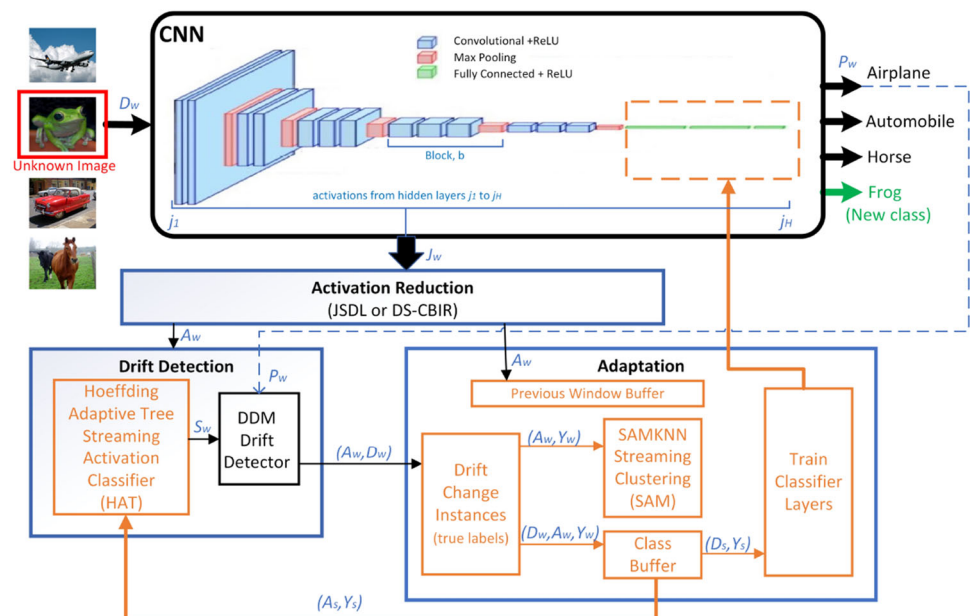 CNN
Convolutional +ReLU
Max Pooling
Fully Connected + ReLU
Dw
Unknown Image
Block, b
activations from hidden layers j1 to jH
j1
jH
Pw
Airplane
Automobile
Horse
Frog
(New class)
Jw
Activation Reduction
(JSDL or DS-CBIR)
Aw
Aw
Drift Detection
Hoeffding
Adaptive Tree
Streaming
Activation
Classifier
(HAT)
Sw
Pw
DDM
Drift
Detector
(Aw,Dw)
Adaptation
Previous Window Buffer
Drift
Change
Instances
(true labels)
(Aw,Yw)
SAMKNN
Streaming
Clustering
(SAM)
(Dw,Aw,Yw)
Class
Buffer
(Ds,Ys)
Train
Classifier
Layers
(As,Ys)